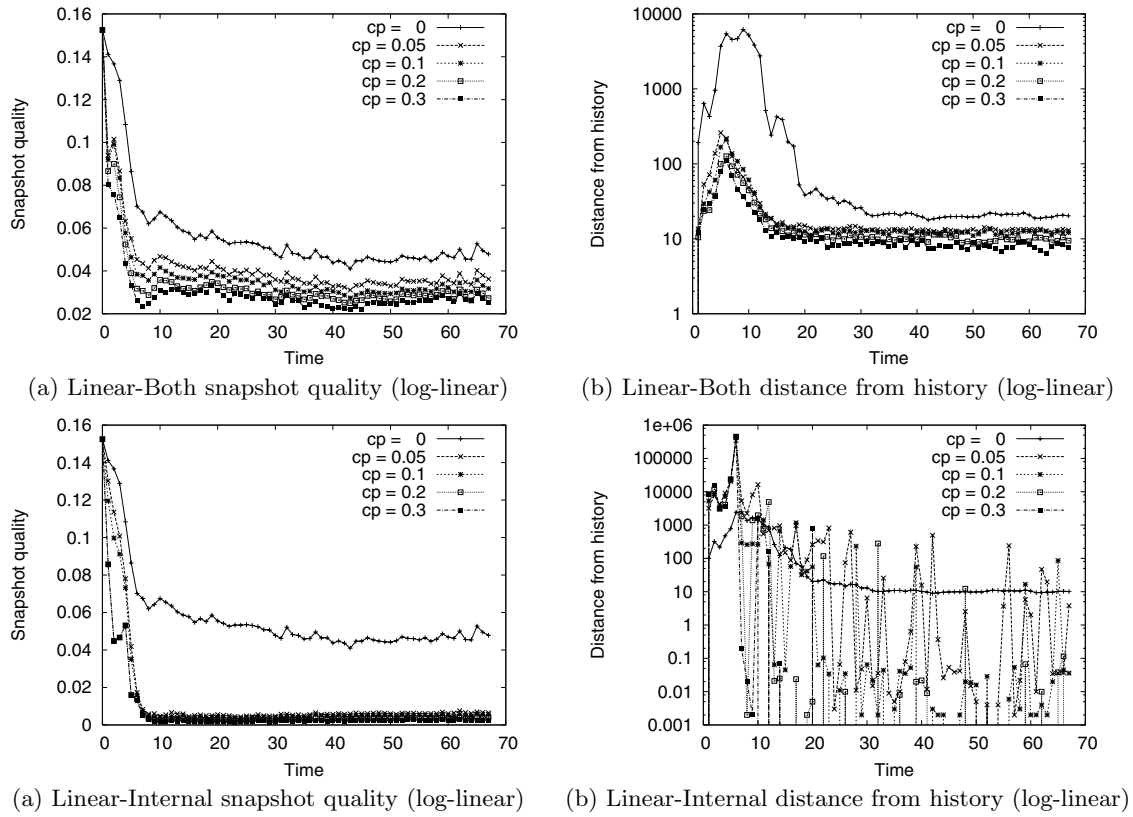 0.16
0.14
0.12
0.1
0.08
0.06
0.04
0.02
Snapshot quality
0 10 20 30 40 50 60 70
Time
cp = 0
cp = 0.05
cp = 0.1
cp = 0.2
cp = 0.3
(a) Linear-Both snapshot quality (log-linear)
10000
1000
100
10
1
Distance from history
0 10 20 30 40 50 60 70
Time
cp = 0
cp = 0.05
cp = 0.1
cp = 0.2
cp = 0.3
(b) Linear-Both distance from history (log-linear)
0.16
0.14
0.12
0.1
0.08
0.06
0.04
0.02
0
Snapshot quality
0 10 20 30 40 50 60 70
Time
cp = 0
cp = 0.05
cp = 0.1
cp = 0.2
cp = 0.3
(a) Linear-Internal snapshot quality (log-linear)
1e+06
100000
10000
1000
100
10
1
0.1
0.01
0.001
Distance from history
0 10 20 30 40 50 60 70
Time
cp = 0
cp = 0.05
cp = 0.1
cp = 0.2
cp = 0.3
(b) Linear-Internal distance from history (log-linear)